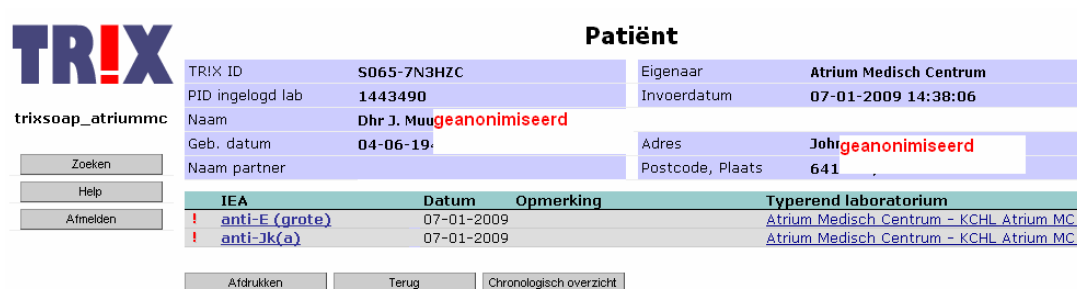 TR!X
Patiënt
TRIX ID S065-7N3HZC Eigenaar Atrium Medisch Centrum
PID ingelogd lab 1443490 Invoerdatum 07-01-2009 14:38:06
trixsoap_atriummc
Naam Dhr J. Muu geanonimiseerd
Geb. datum 04-06-19 Adres John geanonimiseerd
Zoeken
Naam partner Postcode, Plaats 641
Help
IEA Datum Opmerking Typerend laboratorium
Afmelden
! anti-E (grote) 07-01-2009 Atrium Medisch Centrum - KCHL Atrium MC
! anti-Jk(a) 07-01-2009 Atrium Medisch Centrum - KCHL Atrium MC
Afdrukken Terug Chronologisch overzicht